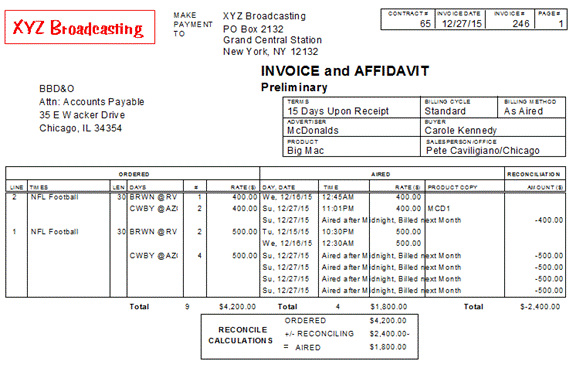 XYZ Broadcasting
MAKE PAYMENT TO
XYZ Broadcasting
PO Box 2132
Grand Central Station
New York, NY 12132
CONTRACT# INVOICE DATE INVOICE# PAGE#
65 12/27/15 246 1
INVOICE and AFFIDAVIT
Preliminary
BBD&O
Attn: Accounts Payable
35 E Wacker Drive
Chicago, IL 34354
TERMS BILLING CYCLE BILLING METHOD
15 Days Upon Receipt Standard As Aired
ADVERTISER BUYER
McDonalds Carole Kennedy
PRODUCT SALESPERSON/OFFICE
Big Mac Pete Caviligiano/Chicago
ORDERED AIRED RECONCILIATION
LINE TIMES LEN DAYS # RATE($) DAY, DATE TIME RATE($) PRODUCT COPY AMOUNT($)
2 NFL Football 30 BRWN @RV 1 400.00 We, 12/16/15 12:45AM 400.00
CWBY @AZI 2 400.00 Su, 12/27/15 11:01PM 400.00 MCD1
Su, 12/27/15 Aired after Midnight, Billed next Month -400.00
1 NFL Football 30 BRWN @RV 2 500.00 Tu, 12/15/15 10:30PM 500.00
We, 12/16/15 12:30AM 500.00
CWBY @AZI 4 500.00 Su, 12/27/15 Aired after Midnight, Billed next Month -500.00
Su, 12/27/15 Aired after Midnight, Billed next Month -500.00
Su, 12/27/15 Aired after Midnight, Billed next Month -500.00
Su, 12/27/15 Aired after Midnight, Billed next Month -500.00
Total 9 $4,200.00 Total 4 $1,800.00 $-2,400.00
RECONCILE CALCULATIONS
ORDERED $4,200.00
+/- RECONCILING $2,400.00-
= AIRED $1,800.00